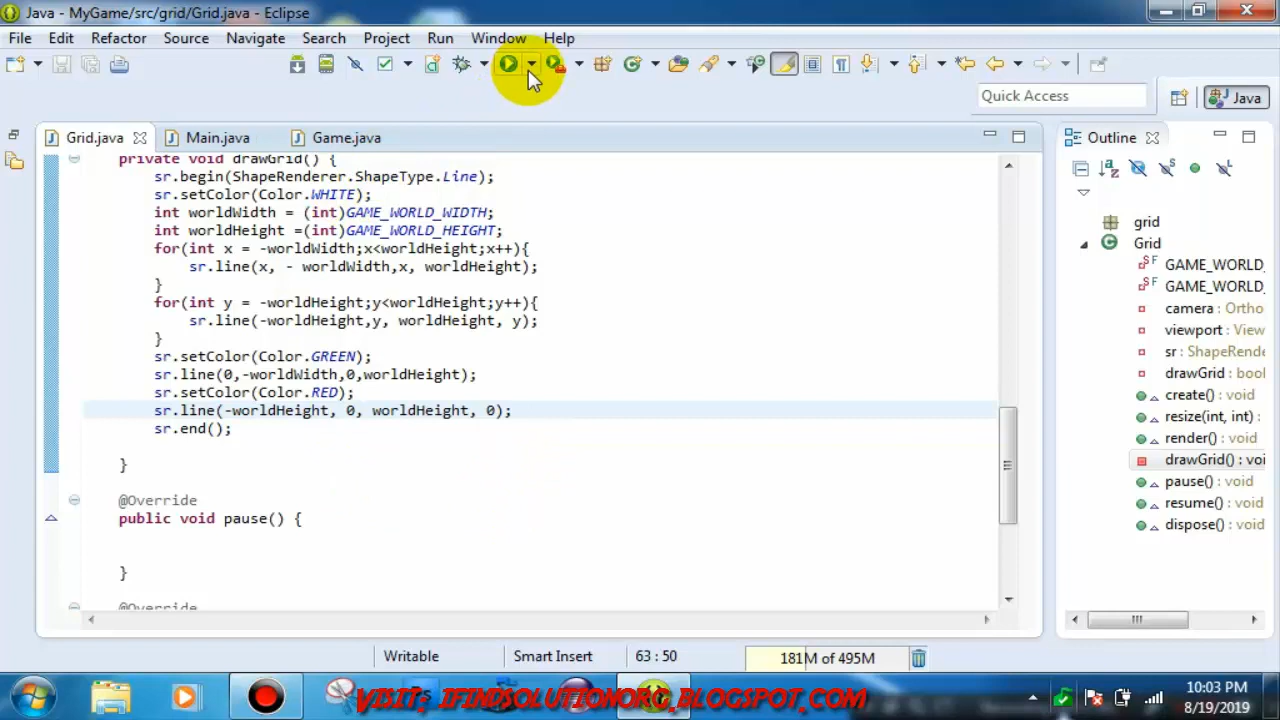 Java - MyGame/src/grid/Grid.java - Eclipse
File Edit Refactor Source Navigate Search Project Run Window Help
Quick Access
Java
Grid.java Main.java Game.java
Outline
private void drawGrid() {
sr.begin(ShapeRenderer.ShapeType.Line);
sr.setColor(Color.WHITE);
int worldWidth = (int)GAME_WORLD_WIDTH;
int worldHeight =(int)GAME_WORLD_HEIGHT;
for(int x = -worldWidth;x<worldHeight;x++){
sr.line(x, - worldWidth,x, worldHeight);
}
for(int y = -worldHeight;y<worldHeight;y++){
sr.line(-worldHeight,y, worldHeight, y);
}
sr.setColor(Color.GREEN);
sr.line(0,-worldWidth,0,worldHeight);
sr.setColor(Color.RED);
sr.line(-worldHeight, 0, worldHeight, 0);
sr.end();
}
@Override
public void pause() {
}
@Override
grid
Grid
GAME_WORLD_
GAME_WORLD_
camera : Ortho
viewport : View
sr : ShapeRende
drawGrid : bool
create() : void
resize(int, int) :
render() : void
drawGrid() : voi
pause() : void
resume() : void
dispose() : void
Writable Smart Insert 63 : 50 181M of 495M
VISIT: IFINDSOLUTIONORG.BLOGSPOT.COM
10:03 PM
8/19/2019